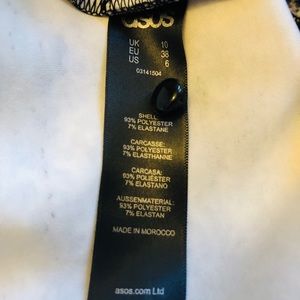 asos
UK 10
EU 38
US 6
03141504
SHELL:
93% POLYESTER
7% ELASTANE
CARCASSE:
93% POLYESTER
7% ELASTHANNE
CARCASA:
93% POLIÉSTER
7% ELASTANO
AUSSENMATERIAL:
93% POLYESTER
7% ELASTAN
MADE IN MOROCCO
asos.com Ltd